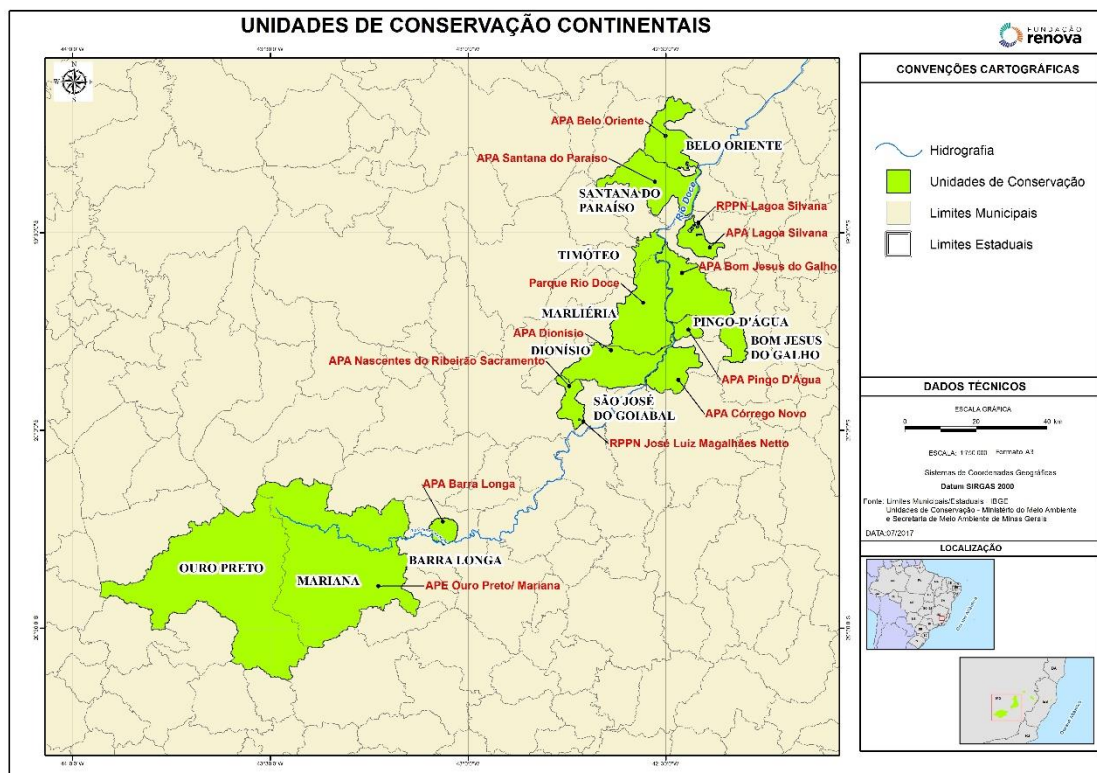 UNIDADES DE CONSERVAÇÃO CONTINENTAIS
FUNDAÇÃO
renova
N
APA Belo Oriente
BELO ORIENTE
APA Santana do Paraíso
SANTANA DO
PARAÍSO
Rio Doce
RPPN Lagoa Silvana
APA Lagoa Silvana
TIMÓTEO
APA Bom Jesus do Galho
Parque Rio Doce
MARLIÉRIA
PINGO-D'ÁGUA
APA Dionísio
DIONÍSIO
BOM JESUS
DO GALHO
APA Nascentes do Ribeirão Sacramento
APA Pingo D'Água
SÃO JOSÉ
DO GOIABAL
APA Córrego Novo
RPPN José Luiz Magalhães Netto
APA Barra Longa
BARRA LONGA
OURO PRETO
MARIANA
APE Ouro Preto/ Mariana
CONVENÇÕES CARTOGRÁFICAS
Hidrografia
Unidades de Conservação
Limites Municipais
Limites Estaduais
DADOS TÉCNICOS
ESCALA GRÁFICA
0 20 40 km
ESCALA: 1:750.000 Formato A3
Sistemas de Coordenadas Geográficas
Datum SIRGAS 2000
Fonte: Limites Municipais/Estaduais - IBGE
Unidades de Conservação - Ministério do Meio Ambiente
e Secretaria de Meio Ambiente de Minas Gerais
DATA:07/2017
LOCALIZAÇÃO